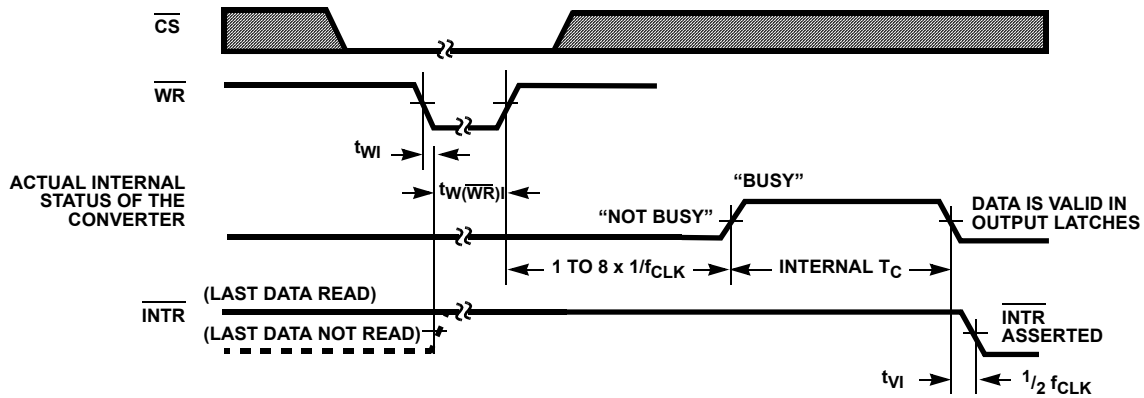 CS
WR
tWI
tW(WR)I
ACTUAL INTERNAL
STATUS OF THE
CONVERTER
“BUSY”
“NOT BUSY”
DATA IS VALID IN
OUTPUT LATCHES
1 TO 8 x 1/fCLK
INTERNAL TC
(LAST DATA READ)
INTR
(LAST DATA NOT READ)
INTR
ASSERTED
tVI
1/2 fCLK